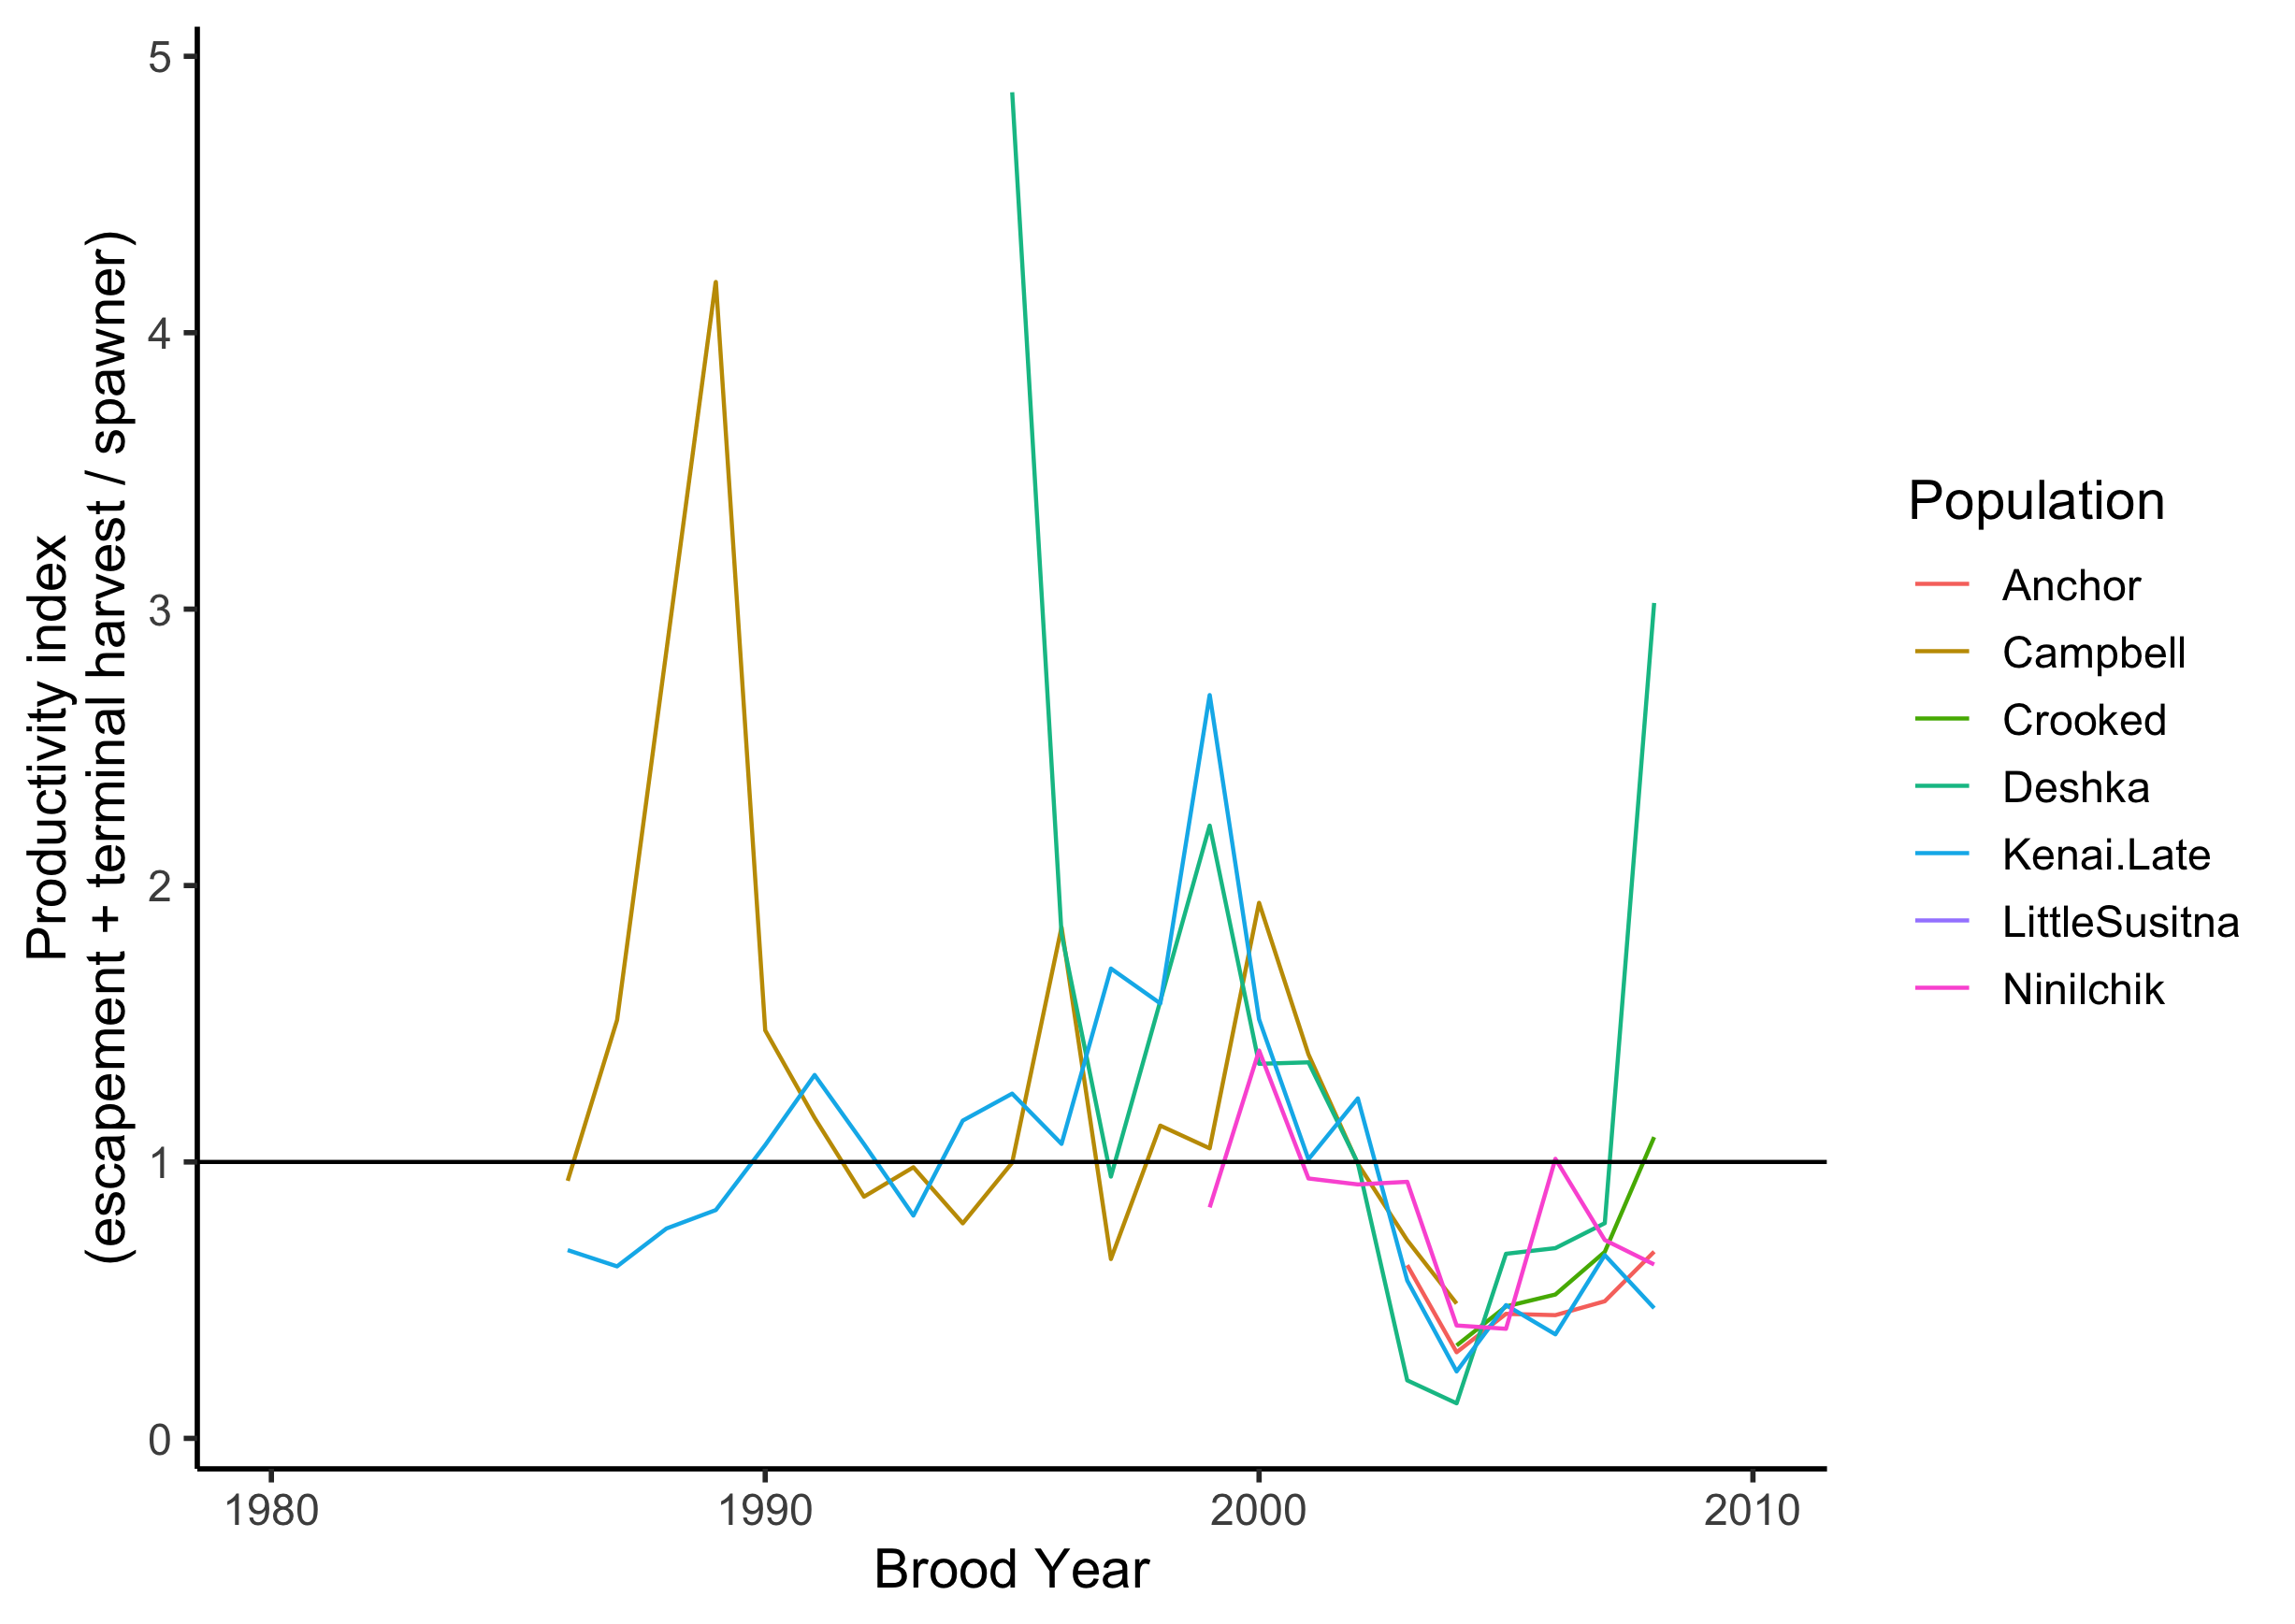 Productivity index
(escapement + terminal harvest / spawner)
5
4
3
2
1
0
1980
1990
2000
2010
Brood Year
Population
Anchor
Campbell
Crooked
Deshka
Kenai.Late
LittleSusitna
Ninilchik